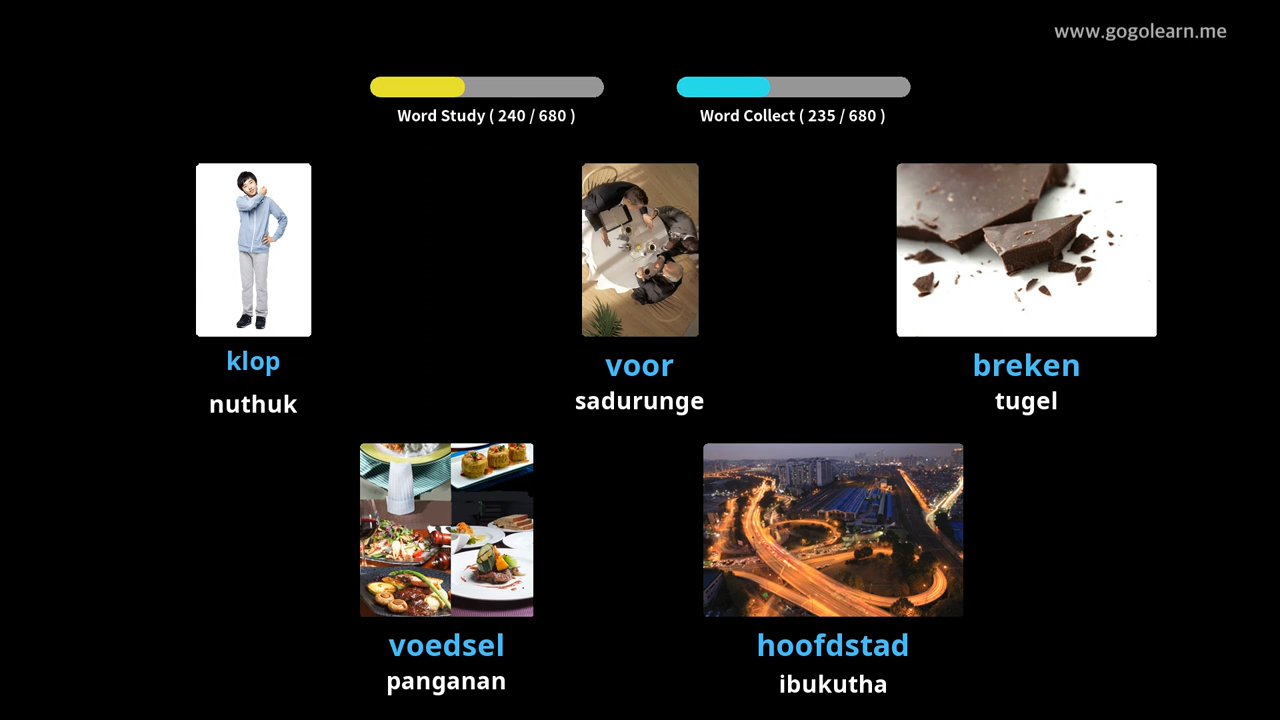 www.gogolearn.me
Word Study ( 240 / 680 )
Word Collect ( 235 / 680 )
klop
nuthuk
voor
sadurunge
breken
tugel
voedsel
panganan
hoofdstad
ibukutha